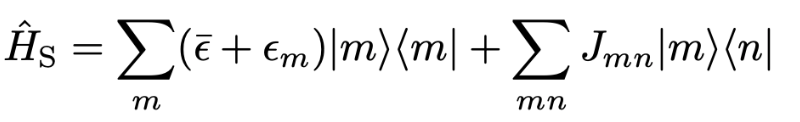 Ĥ_S = ∑_m (ε̄ + ε_m)|m⟩⟨m| + ∑_mn J_mn|m⟩⟨n|